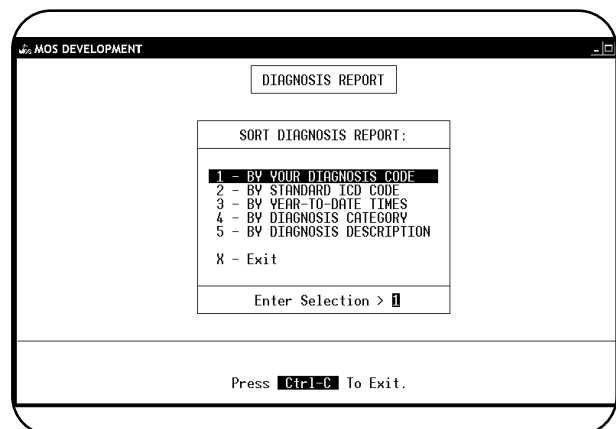 MOS MOS DEVELOPMENT
DIAGNOSIS REPORT
SORT DIAGNOSIS REPORT:
1 - BY YOUR DIAGNOSIS CODE
2 - BY STANDARD ICD CODE
3 - BY YEAR-TO-DATE TIMES
4 - BY DIAGNOSIS CATEGORY
5 - BY DIAGNOSIS DESCRIPTION
X - Exit
Enter Selection > 1
Press Ctrl-C To Exit.